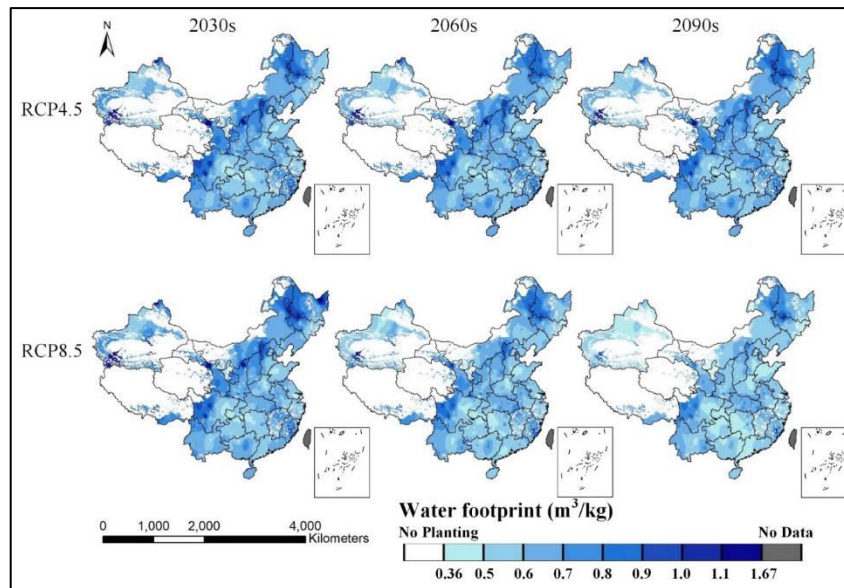 2030s 2060s 2090s
N
RCP4.5
RCP8.5
0 1,000 2,000 4,000
Kilometers
Water footprint (m³/kg)
No Planting No Data
0.36 0.5 0.6 0.7 0.8 0.9 1.0 1.1 1.67